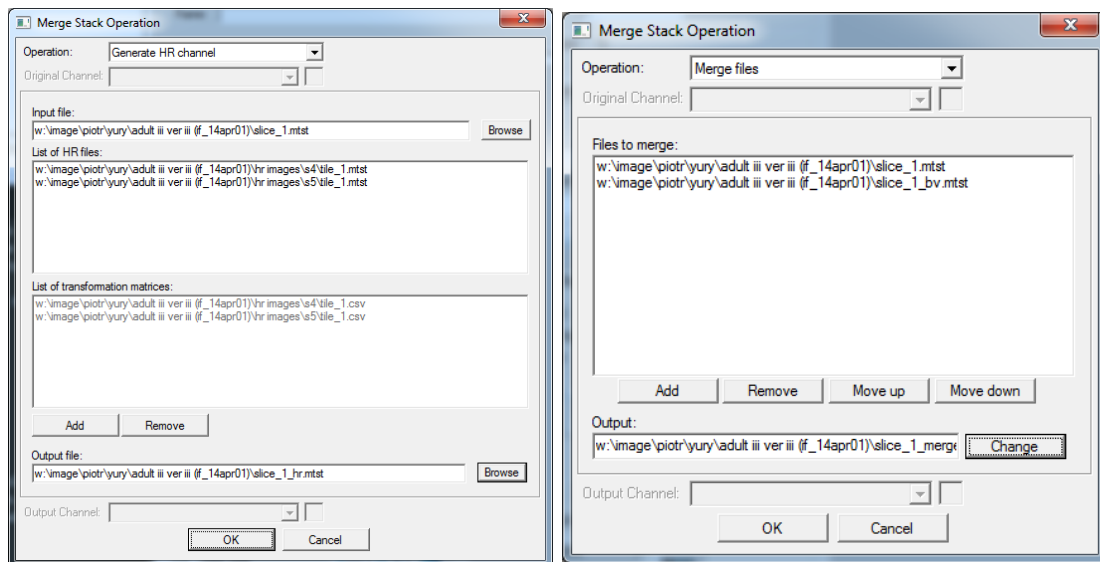 Merge Stack Operation
Operation: Generate HR channel
Original Channel:
Input file:
w:\image\piotr\yury\adult iii ver iii (if_14apr01)\slice_1.mtst Browse
List of HR files:
w:\image\piotr\yury\adult iii ver iii (if_14apr01)\hr images\s4\tile_1.mtst
w:\image\piotr\yury\adult iii ver iii (if_14apr01)\hr images\s5\tile_1.mtst
List of transformation matrices:
w:\image\piotr\yury\adult iii ver iii (if_14apr01)\hr images\s4\tile_1.csv
w:\image\piotr\yury\adult iii ver iii (if_14apr01)\hr images\s5\tile_1.csv
Add Remove
Output file:
w:\image\piotr\yury\adult iii ver iii (if_14apr01)\slice_1_hr.mtst Browse
Output Channel:
OK Cancel
Merge Stack Operation
Operation: Merge files
Original Channel:
Files to merge:
w:\image\piotr\yury\adult iii ver iii (if_14apr01)\slice_1.mtst
w:\image\piotr\yury\adult iii ver iii (if_14apr01)\slice_1_bv.mtst
Add Remove Move up Move down
Output:
w:\image\piotr\yury\adult iii ver iii (if_14apr01)\slice_1_merge Change
Output Channel:
OK Cancel